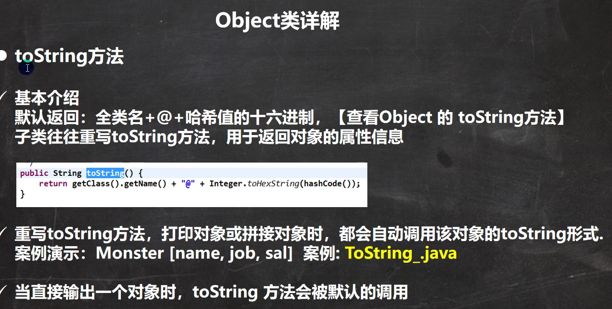 Object类详解
● toString方法
✓ 基本介绍
默认返回：全类名+@+哈希值的十六进制，【查看Object 的 toString方法】
子类往往重写toString方法，用于返回对象的属性信息
public String toString() {
return getClass().getName() + "@" + Integer.toHexString(hashCode());
}
✓ 重写toString方法，打印对象或拼接对象时，都会自动调用该对象的toString形式.
案例演示：Monster [name, job, sal] 案例: ToString_.java
✓ 当直接输出一个对象时，toString 方法会被默认的调用